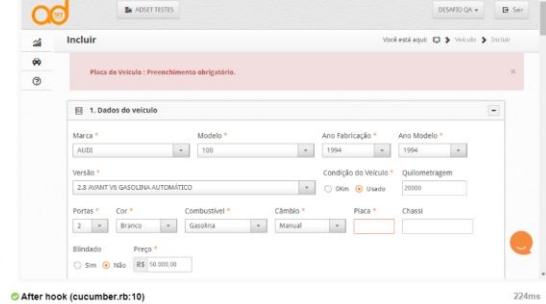 ad
ADSET TESTES
DESAFIO QA
Incluir
Você está aqui: Veículo Incluir
Placa do Veículo : Preenchimento obrigatório.
1. Dados do veículo
Marca * Modelo * Ano Fabricação * Ano Modelo *
AUDI 100 1994 1994
Versão * Condição do Veículo * Quilometragem
2.8 AVANT V6 GASOLINA AUTOMÁTICO 0Km Usado 20000
Portas * Cor * Combustível * Câmbio * Placa * Chassi
2 Branco Gasolina Manual
Blindado Preço *
Sim Não R$ 50.000,00
After hook (cucumber.rb:10) 224ms